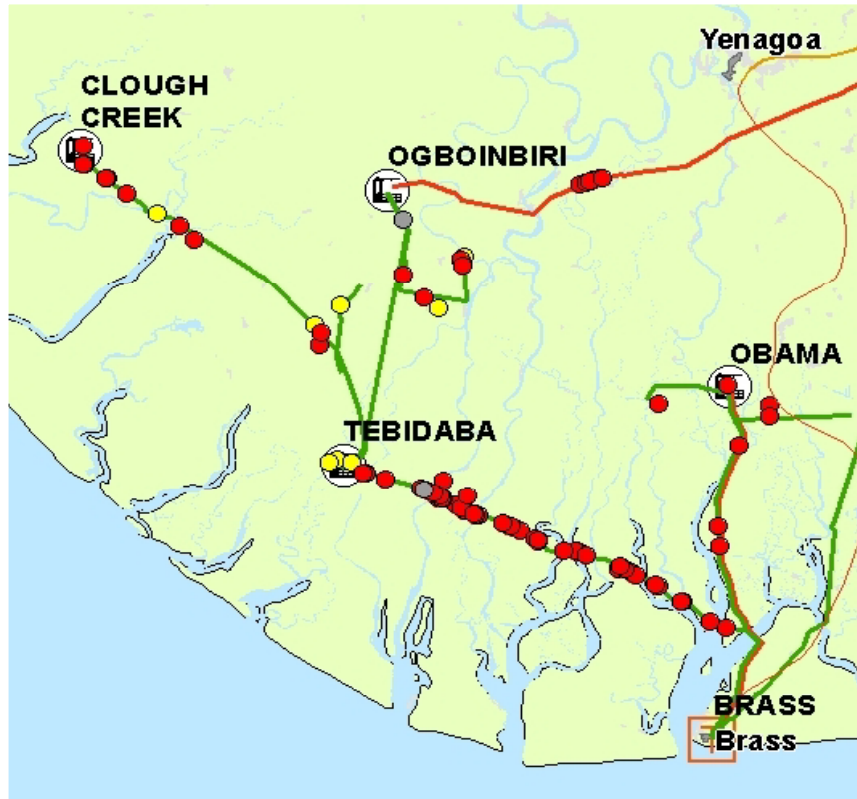 Yenagoa
CLOUGH
CREEK
OGBOINBIRI
OBAMA
TEBIDABA
BRASS
Brass